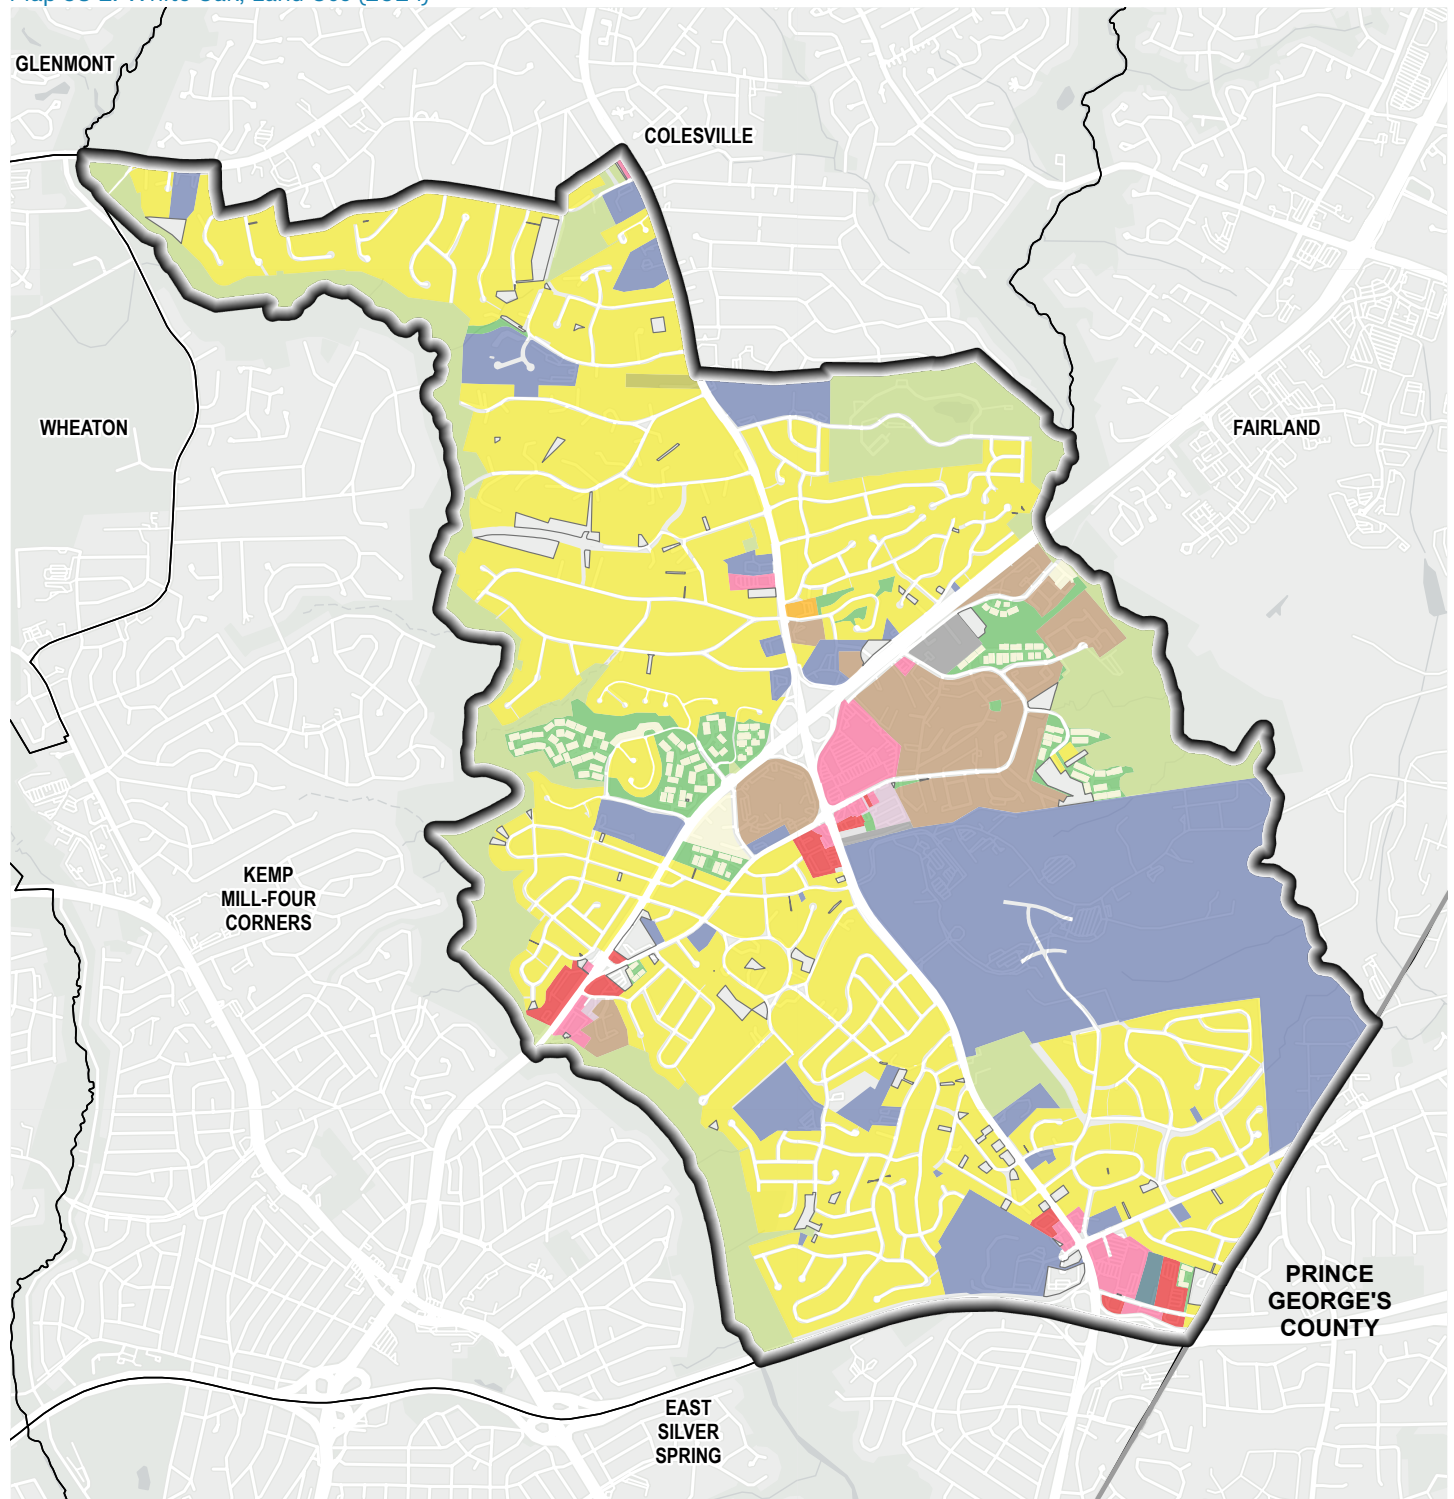 GLENMONT
COLESVILLE
WHEATON
FAIRLAND
KEMP
MILL-FOUR
CORNERS
PRINCE
GEORGE'S
COUNTY
EAST
SILVER
SPRING